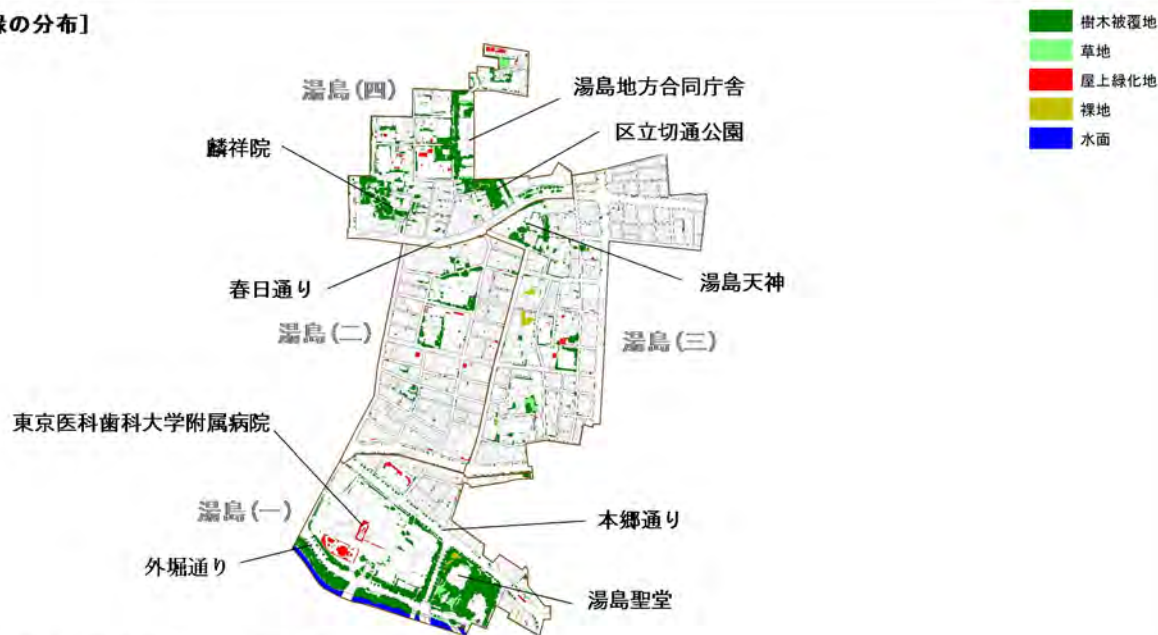 緑の分布]
樹木被覆地
草地
屋上緑化地
裸地
水面
湯島(四)
湯島地方合同庁舎
区立切通公園
麟祥院
湯島天神
春日通り
湯島(二)
湯島(三)
東京医科歯科大学附属病院
湯島(一)
本郷通り
外堀通り
湯島聖堂